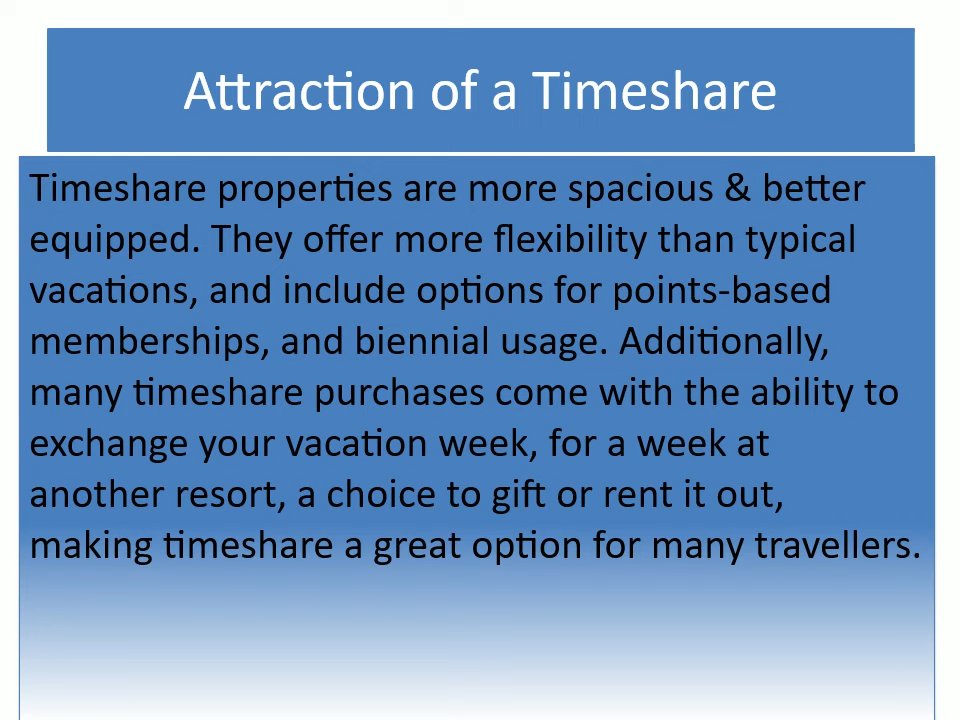 Attraction of a Timeshare
Timeshare properties are more spacious & better
equipped. They offer more flexibility than typical
vacations, and include options for points-based
memberships, and biennial usage. Additionally,
many timeshare purchases come with the ability to
exchange your vacation week, for a week at
another resort, a choice to gift or rent it out,
making timeshare a great option for many travellers.